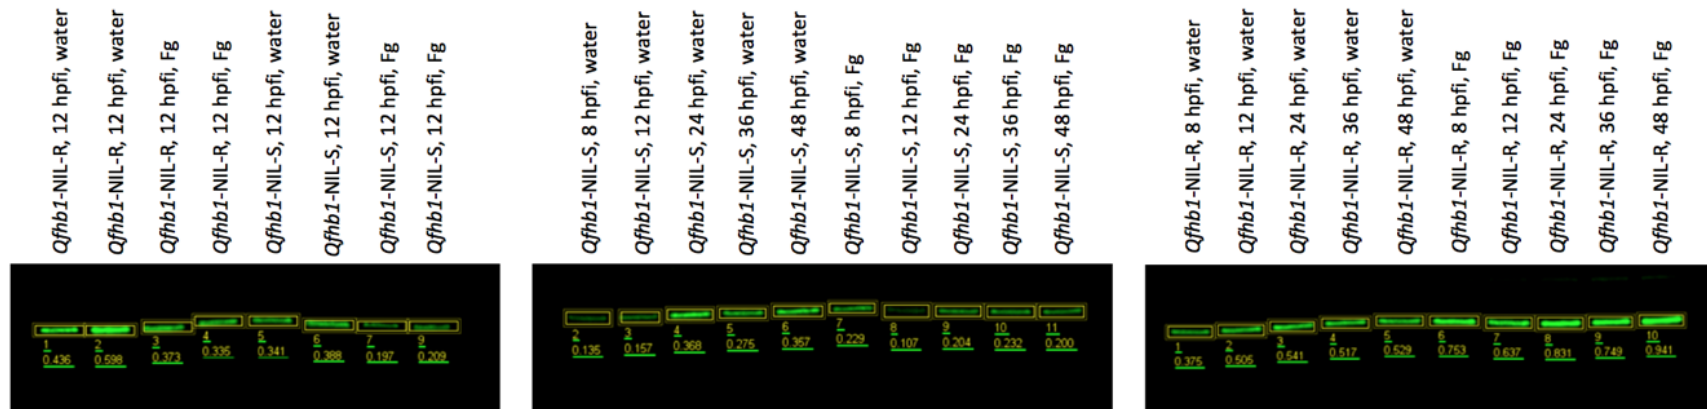 Qfhb1-NIL-R, 12 hpfi, water
Qfhb1-NIL-R, 12 hpfi, water
Qfhb1-NIL-R, 12 hpfi, Fg
Qfhb1-NIL-R, 12 hpfi, Fg
Qfhb1-NIL-S, 12 hpfi, water
Qfhb1-NIL-S, 12 hpfi, water
Qfhb1-NIL-S, 12 hpfi, Fg
Qfhb1-NIL-S, 12 hpfi, Fg
1 2 3 4 5 6 7 9
0.436 0.598 0.373 0.335 0.341 0.388 0.197 0.209
Qfhb1-NIL-S, 8 hpfi, water
Qfhb1-NIL-S, 12 hpfi, water
Qfhb1-NIL-S, 24 hpfi, water
Qfhb1-NIL-S, 36 hpfi, water
Qfhb1-NIL-S, 48 hpfi, water
Qfhb1-NIL-S, 8 hpfi, Fg
Qfhb1-NIL-S, 12 hpfi, Fg
Qfhb1-NIL-S, 24 hpfi, Fg
Qfhb1-NIL-S, 36 hpfi, Fg
Qfhb1-NIL-S, 48 hpfi, Fg
2 3 4 5 6 7 8 9 10 11
0.135 0.157 0.368 0.275 0.357 0.229 0.107 0.204 0.232 0.200
Qfhb1-NIL-R, 8 hpfi, water
Qfhb1-NIL-R, 12 hpfi, water
Qfhb1-NIL-R, 24 hpfi, water
Qfhb1-NIL-R, 36 hpfi, water
Qfhb1-NIL-R, 48 hpfi, water
Qfhb1-NIL-R, 8 hpfi, Fg
Qfhb1-NIL-R, 12 hpfi, Fg
Qfhb1-NIL-R, 24 hpfi, Fg
Qfhb1-NIL-R, 36 hpfi, Fg
Qfhb1-NIL-R, 48 hpfi, Fg
1 2 3 4 5 6 7 8 9 10
0.375 0.505 0.541 0.517 0.529 0.753 0.637 0.831 0.749 0.941